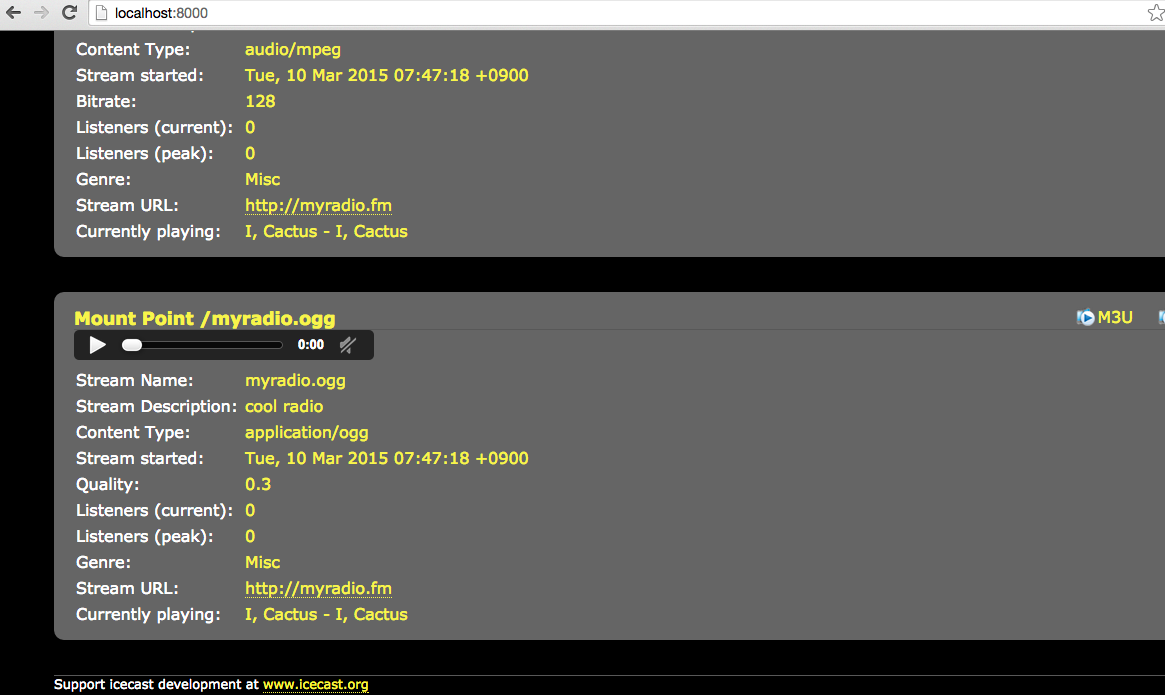 localhost:8000
Content Type: audio/mpeg
Stream started: Tue, 10 Mar 2015 07:47:18 +0900
Bitrate: 128
Listeners (current): 0
Listeners (peak): 0
Genre: Misc
Stream URL: http://myradio.fm
Currently playing: I, Cactus - I, Cactus
Mount Point /myradio.ogg M3U
0:00
Stream Name: myradio.ogg
Stream Description: cool radio
Content Type: application/ogg
Stream started: Tue, 10 Mar 2015 07:47:18 +0900
Quality: 0.3
Listeners (current): 0
Listeners (peak): 0
Genre: Misc
Stream URL: http://myradio.fm
Currently playing: I, Cactus - I, Cactus
Support icecast development at www.icecast.org